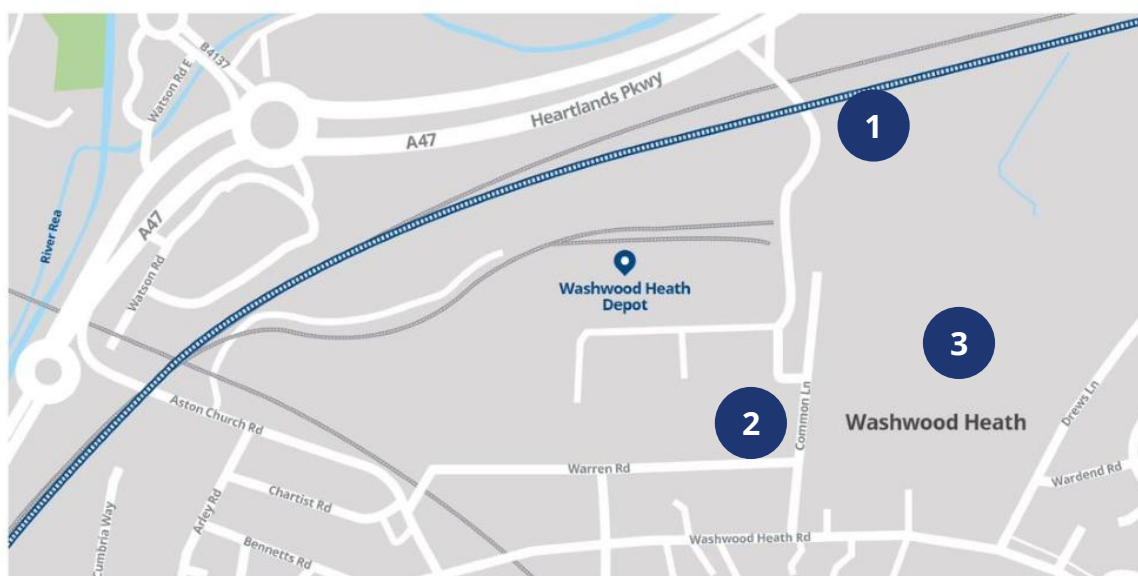 B4137
Watson Rd E
Heartlands Pkwy
A47
1
River Rea
A47
Watson Rd
Washwood Heath
Depot
3
2
Common Ln
Washwood Heath
Drews Ln
Aston Church Rd
Warren Rd
Wardend Rd
Chartist Rd
Arley Rd
Cumbria Way
Bennetts Rd
Washwood Heath Rd